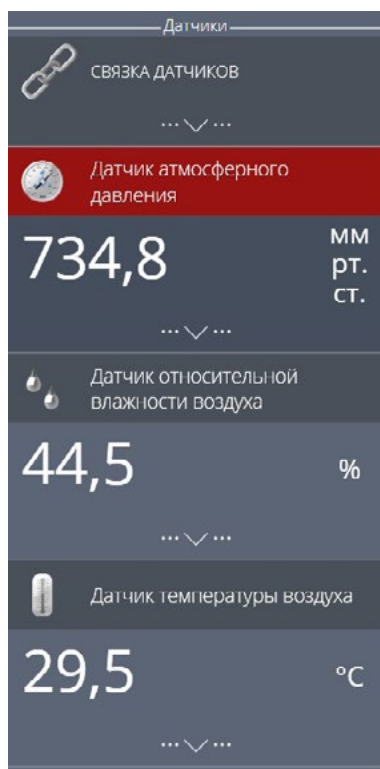 Датчики
СВЯЗКА ДАТЧИКОВ
Датчик атмосферного
давления
734,8
мм
рт.
ст.
Датчик относительной
влажности воздуха
44,5
%
Датчик температуры воздуха
29,5
°C